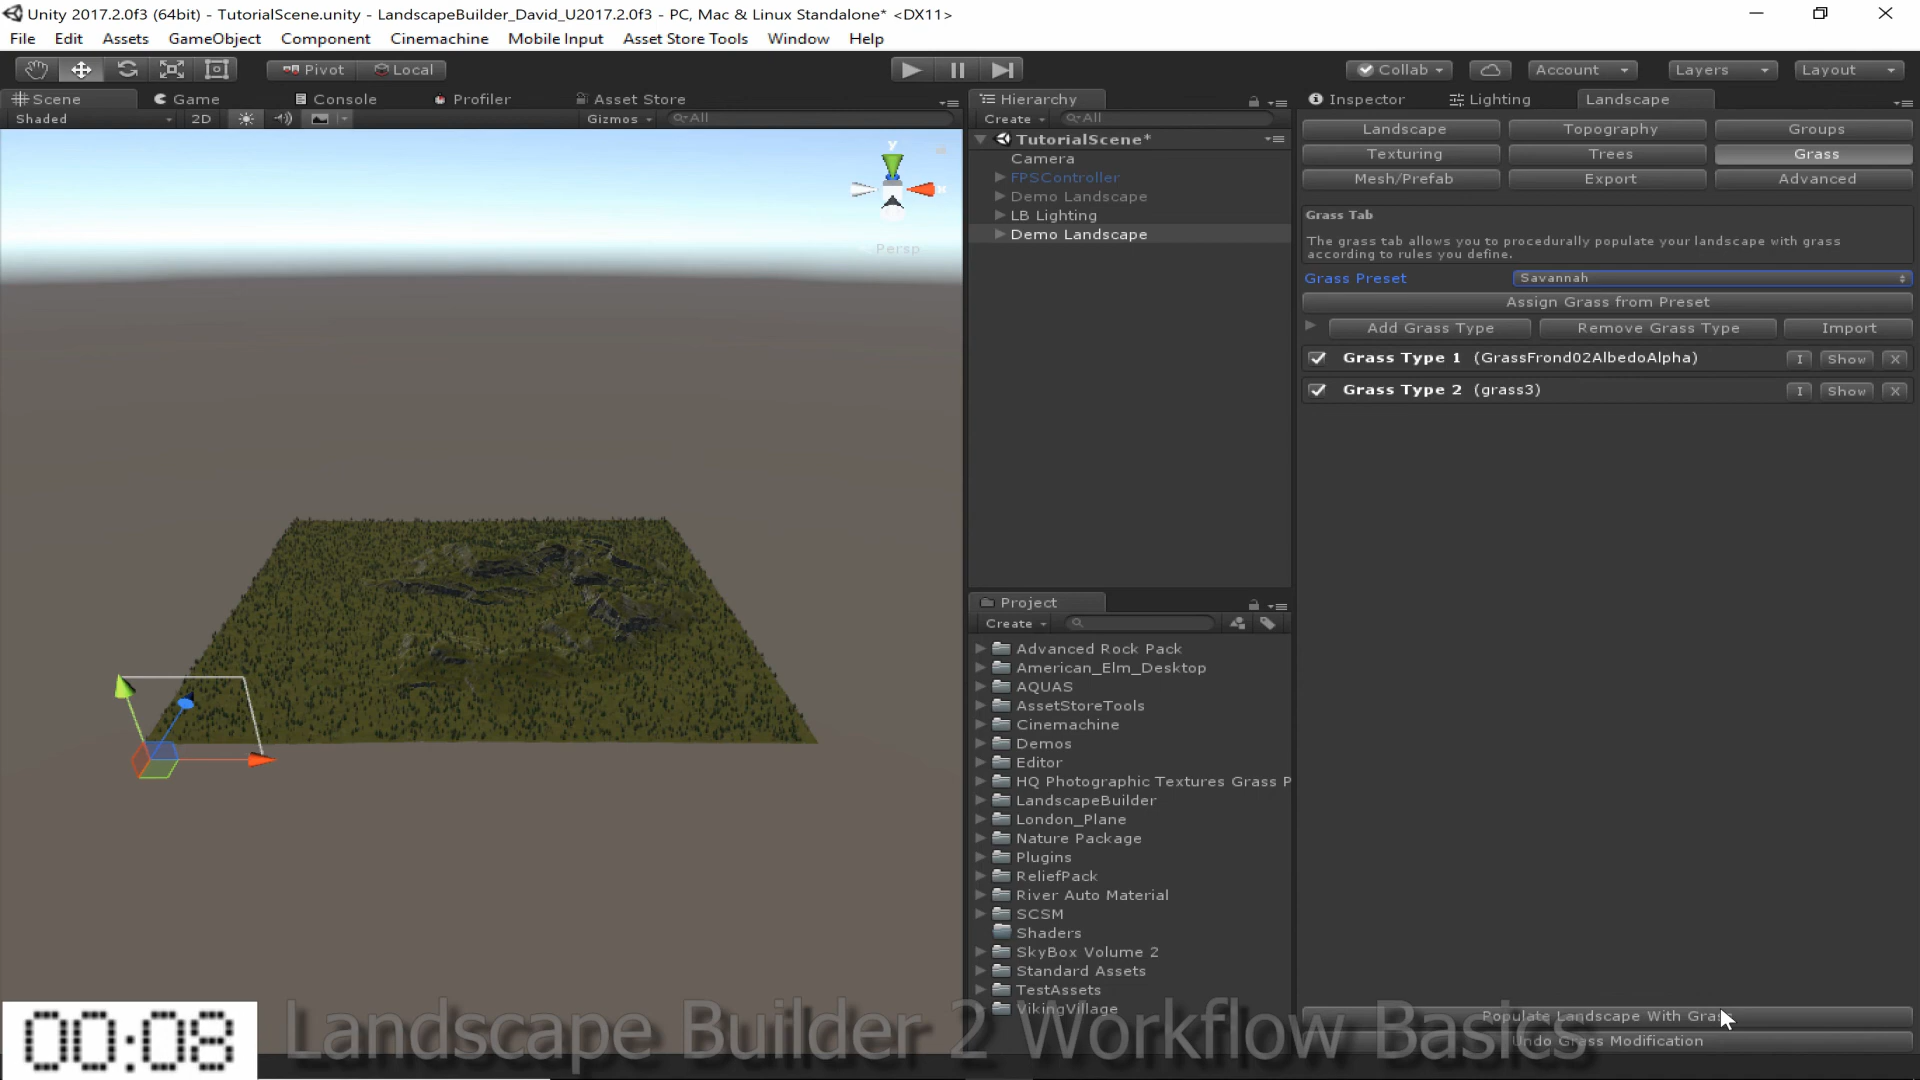 Unity 2017.2.0f3 (64bit) - TutorialScene.unity - LandscapeBuilder_David_U2017.2.0f3 - PC, Mac & Linux Standalone* <DX11>
File Edit Assets GameObject Component Cinemachine Mobile Input Asset Store Tools Window Help
Pivot Local Collab Account Layers Layout
Scene Game Console Profiler Asset Store
Shaded 2D Gizmos All
y
x
Persp
Hierarchy
Create All
TutorialScene*
Camera
FPSController
Demo Landscape
LB Lighting
Demo Landscape
Project
Create
Advanced Rock Pack
American_Elm_Desktop
AQUAS
AssetStoreTools
Cinemachine
Demos
Editor
HQ Photographic Textures Grass P
LandscapeBuilder
London_Plane
Nature Package
Plugins
ReliefPack
River Auto Material
SCSM
Shaders
SkyBox Volume 2
Standard Assets
TestAssets
VikingVillage
Inspector Lighting Landscape
Landscape Topography Groups
Texturing Trees Grass
Mesh/Prefab Export Advanced
Grass Tab
The grass tab allows you to procedurally populate your landscape with grass
according to rules you define.
Grass Preset Savannah
Assign Grass from Preset
Add Grass Type Remove Grass Type Import
Grass Type 1 (GrassFrond02AlbedoAlpha) I Show X
Grass Type 2 (grass3) I Show X
Populate Landscape With Grass
Undo Grass Modification
00:08
Landscape Builder 2 Workflow Basics